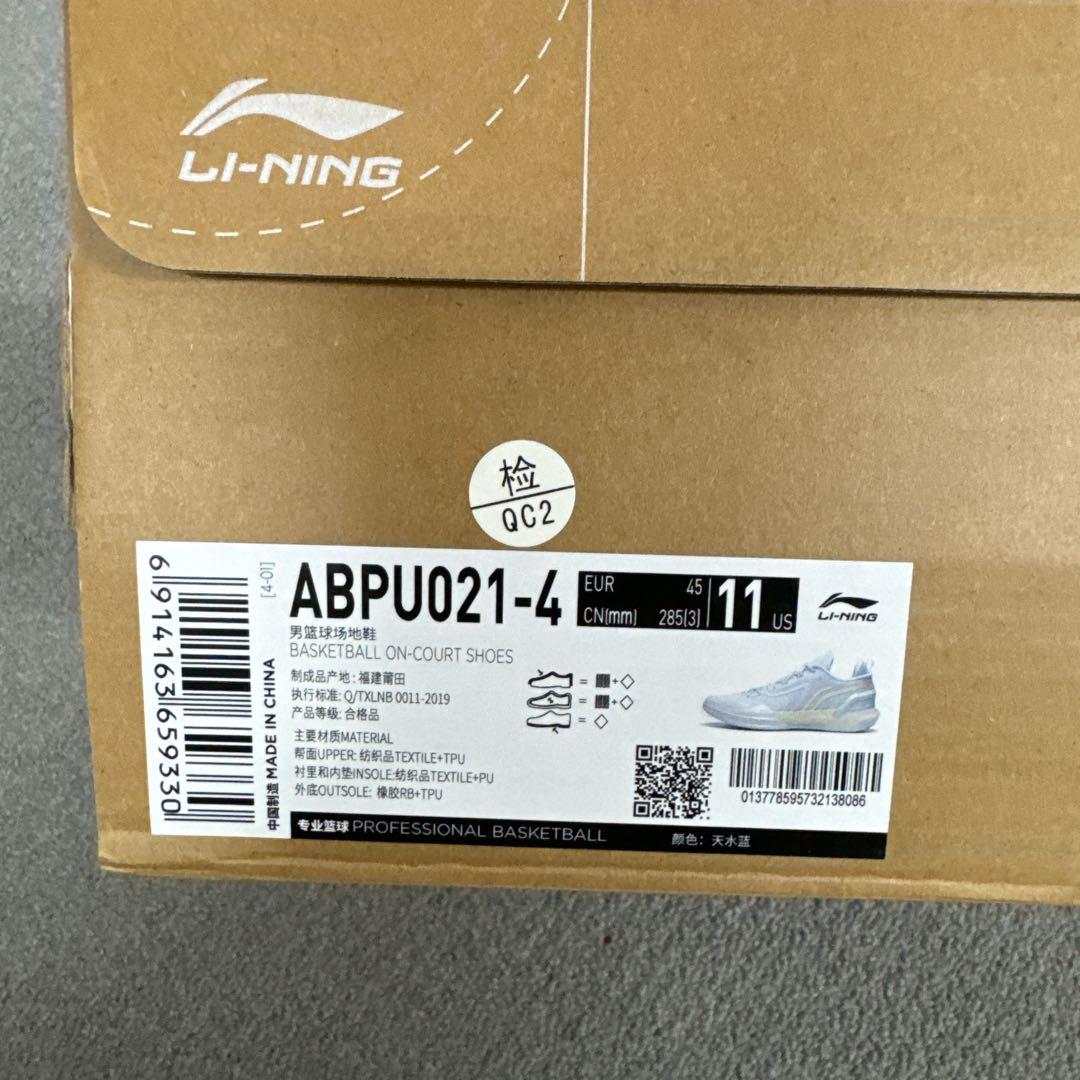 LI-NING
检
QC2
6 914163 659330
[4-01]
中国制造 MADE IN CHINA
ABPU021-4
EUR 45
CN(mm) 285(3)
11 US
LI-NING
男篮球场地鞋
BASKETBALL ON-COURT SHOES
制成品产地: 福建莆田
执行标准: Q/TXLNB 0011-2019
产品等级: 合格品
主要材质MATERIAL
帮面UPPER: 纺织品TEXTILE+TPU
衬里和内垫INSOLE:纺织品TEXTILE+PU
外底OUTSOLE: 橡胶RB+TPU
013778595732138086
专业篮球 PROFESSIONAL BASKETBALL
颜色: 天水蓝